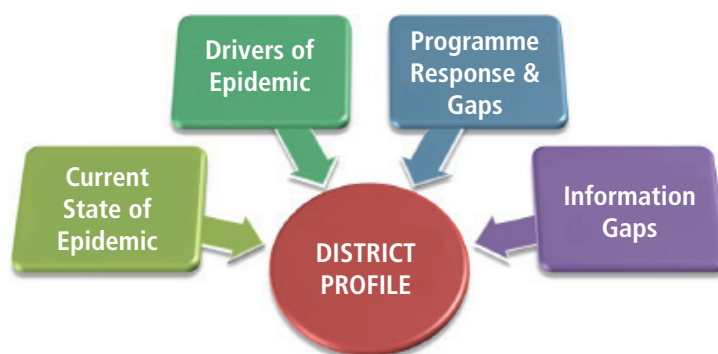 Drivers of
Epidemic
Programme
Response &
Gaps
Current
State of
Epidemic
Information
Gaps
DISTRICT
PROFILE